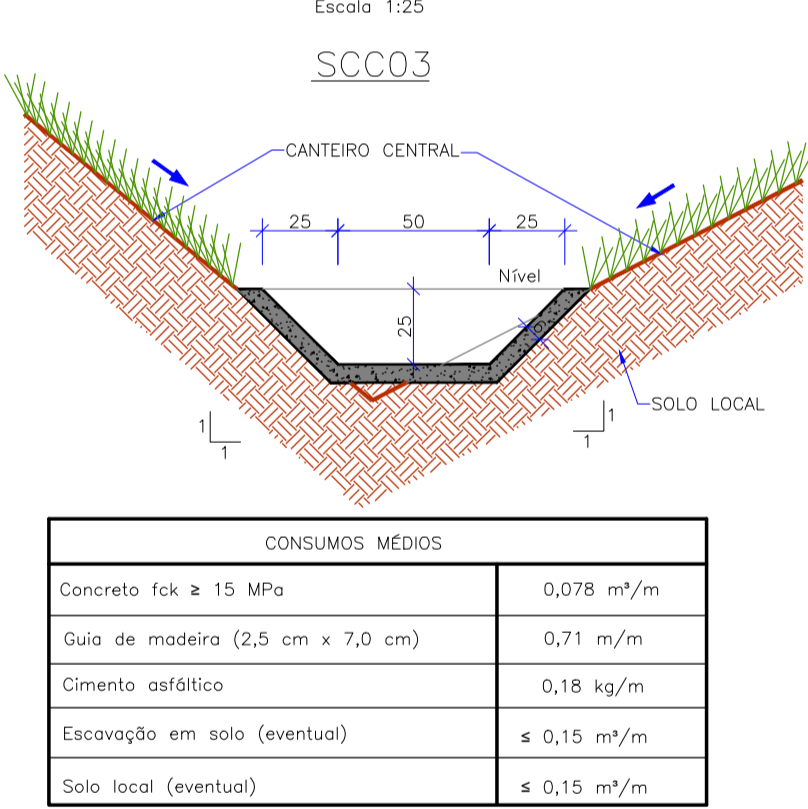 Escala 1:25
SCC03
CANTEIRO CENTRAL
25 50 25
Nível
25
6
SOLO LOCAL
1
1
1
1
CONSUMOS MÉDIOS
Concreto fck ≥ 15 MPa 0,078 m³/m
Guia de madeira (2,5 cm x 7,0 cm) 0,71 m/m
Cimento asfáltico 0,18 kg/m
Escavação em solo (eventual) ≤ 0,15 m³/m
Solo local (eventual) ≤ 0,15 m³/m